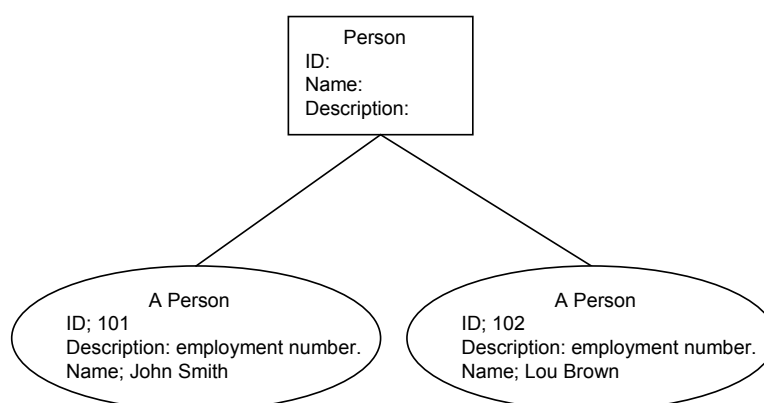 Person
ID:
Name:
Description:
A Person
ID; 101
Description: employment number.
Name; John Smith
A Person
ID; 102
Description: employment number.
Name; Lou Brown